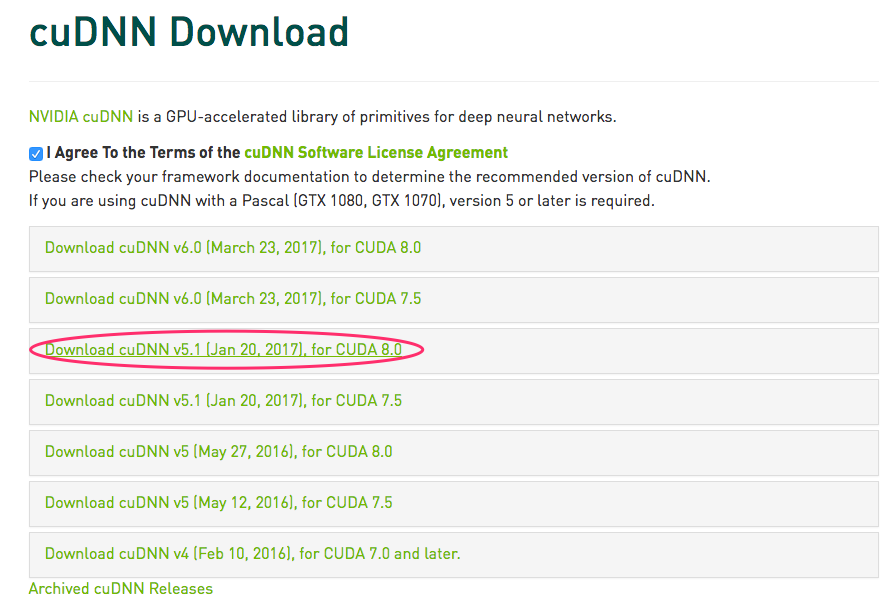 cuDNN Download
NVIDIA cuDNN is a GPU-accelerated library of primitives for deep neural networks.
I Agree To the Terms of the cuDNN Software License Agreement
Please check your framework documentation to determine the recommended version of cuDNN.
If you are using cuDNN with a Pascal (GTX 1080, GTX 1070), version 5 or later is required.
Download cuDNN v6.0 (March 23, 2017), for CUDA 8.0
Download cuDNN v6.0 (March 23, 2017), for CUDA 7.5
Download cuDNN v5.1 (Jan 20, 2017), for CUDA 8.0
Download cuDNN v5.1 (Jan 20, 2017), for CUDA 7.5
Download cuDNN v5 (May 27, 2016), for CUDA 8.0
Download cuDNN v5 (May 12, 2016), for CUDA 7.5
Download cuDNN v4 (Feb 10, 2016), for CUDA 7.0 and later.
Archived cuDNN Releases